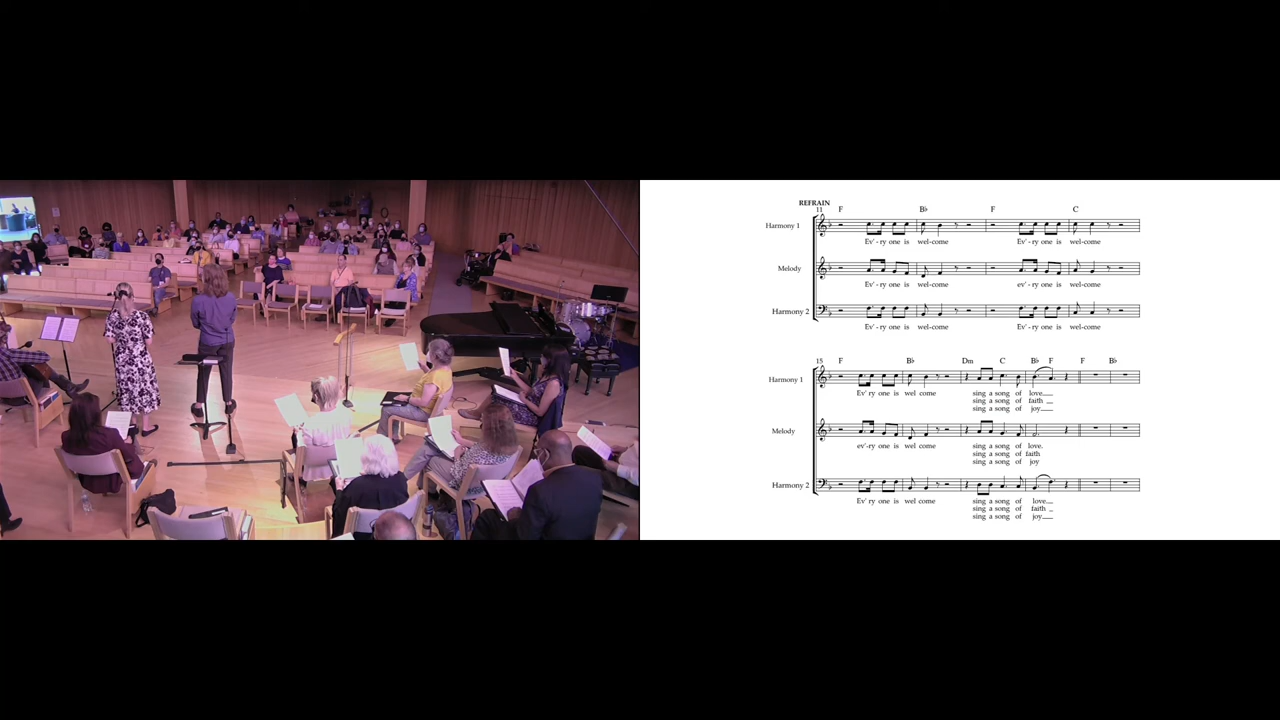 REFRAIN
11 F B♭ F C
Harmony 1
Ev' - ry one is wel-come Ev' - ry one is wel-come
Melody
Ev' - ry one is wel-come ev' - ry one is wel-come
Harmony 2
Ev' - ry one is wel-come Ev' - ry one is wel-come
15 F B♭ Dm C B♭ F F B♭
Harmony 1
Ev' ry one is wel come sing a song of love.
sing a song of faith
sing a song of joy
Melody
ev'-ry one is wel come sing a song of love.
sing a song of faith
sing a song of joy
Harmony 2
Ev' ry one is wel come sing a song of love.
sing a song of faith
sing a song of joy